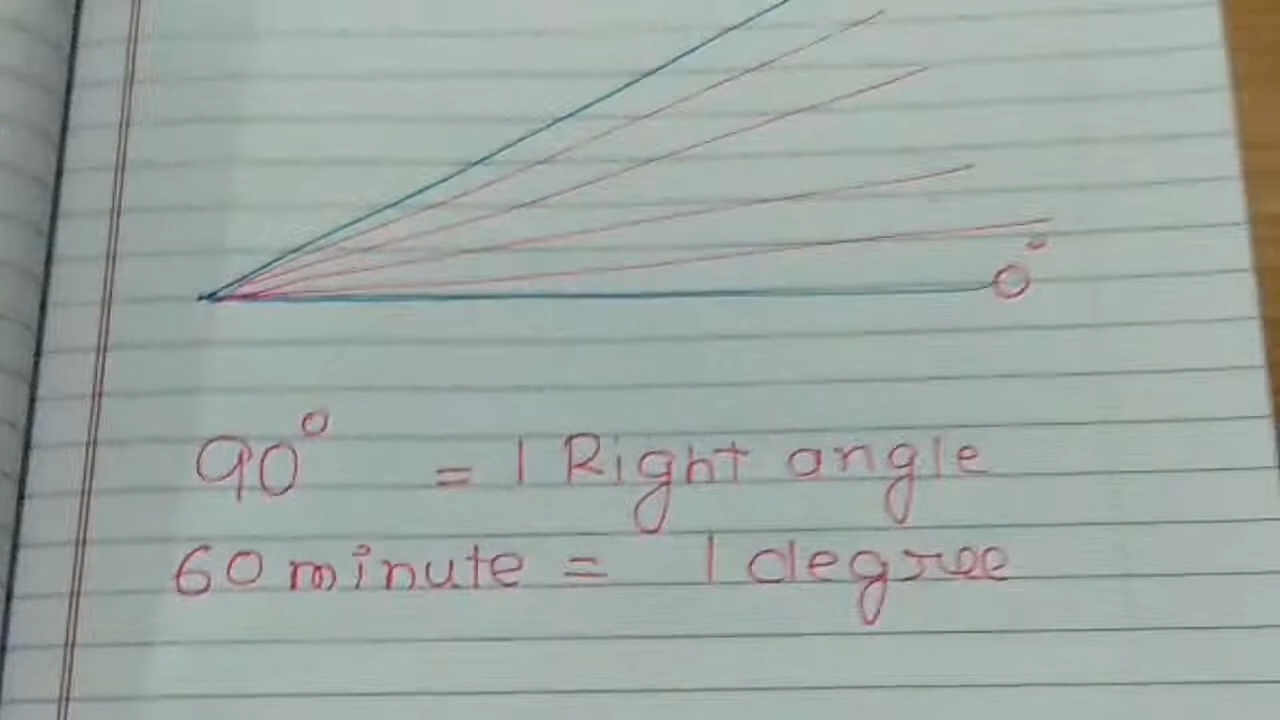 0°
90° = 1 Right angle
60 minute = 1 degree